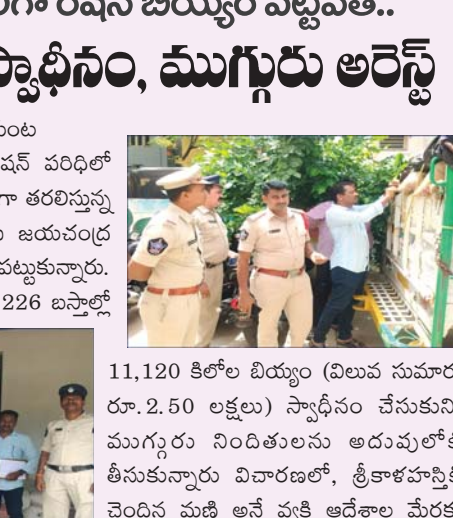 రేషన్ బియ్యం పట్టివేత..
స్వాధీనం, ముగ్గురు అరెస్ట్
పరిధిలో
తరలిస్తున్న
జయచంద్ర
పట్టుకున్నారు.
226 బస్తాల్లో
11,120 కిలోల బియ్యం (విలువ సుమారు
రూ.2.50 లక్షలు) స్వాధీనం చేసుకుని
ముగ్గురు నిందితులను అదువులోకి
తీసుకున్నారు విచారణలో, శ్రీకాళహస్తికి
చెందిన మణి అనే వ్యక్తి ఆదేశాల మేరకు